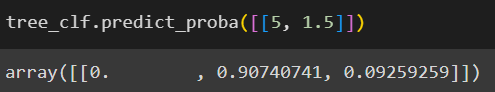 tree_clf.predict_proba([[5, 1.5]])
array([[0.        , 0.90740741, 0.09259259]])